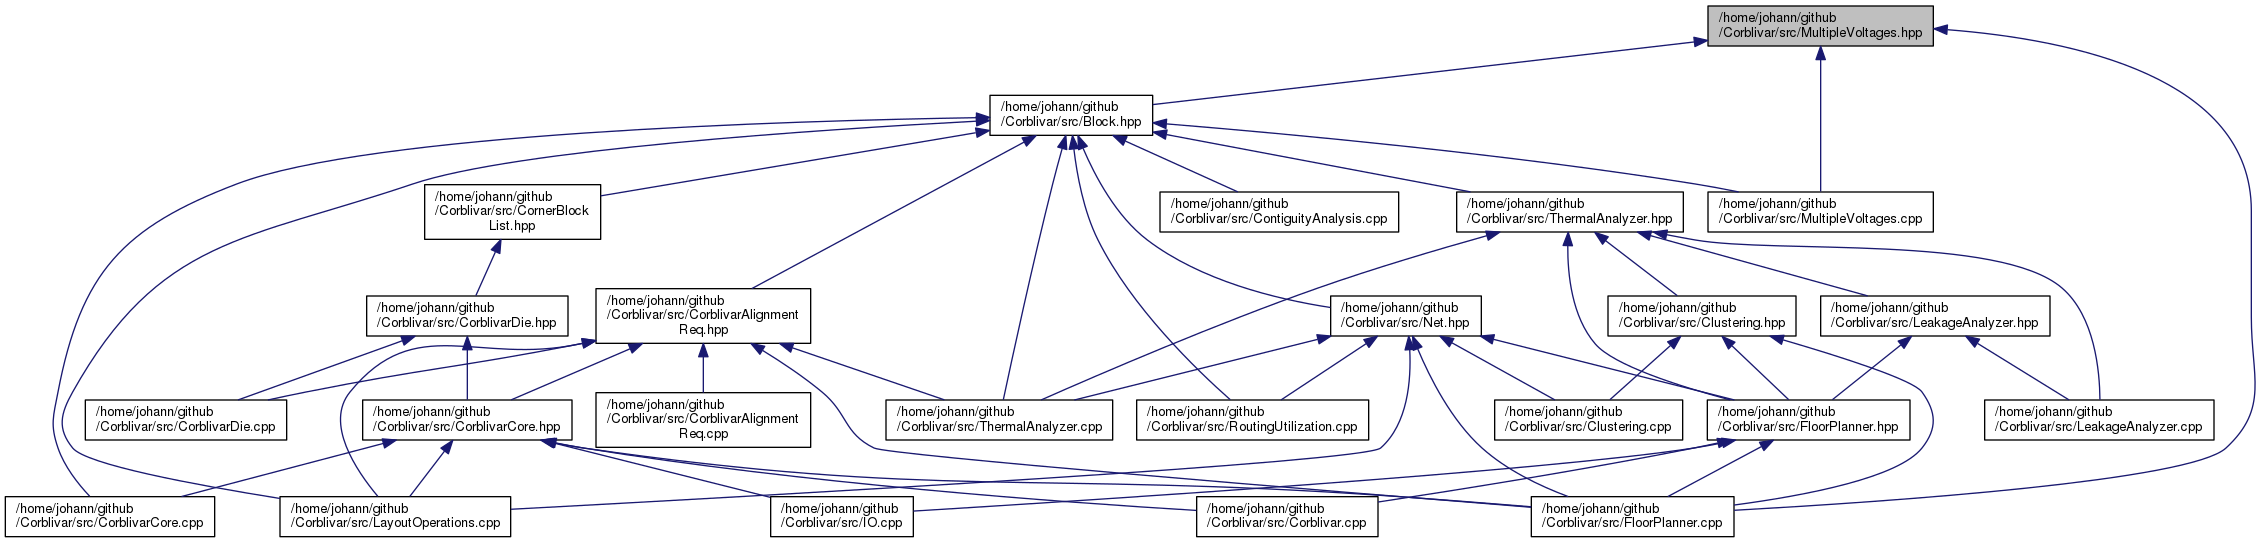 /home/johann/github
/Corblivar/src/MultipleVoltages.hpp
/home/johann/github
/Corblivar/src/Block.hpp
/home/johann/github
/Corblivar/src/CornerBlock
List.hpp
/home/johann/github
/Corblivar/src/ContiguityAnalysis.cpp
/home/johann/github
/Corblivar/src/ThermalAnalyzer.hpp
/home/johann/github
/Corblivar/src/MultipleVoltages.cpp
/home/johann/github
/Corblivar/src/CorblivarDie.hpp
/home/johann/github
/Corblivar/src/CorblivarAlignment
Req.hpp
/home/johann/github
/Corblivar/src/Net.hpp
/home/johann/github
/Corblivar/src/Clustering.hpp
/home/johann/github
/Corblivar/src/LeakageAnalyzer.hpp
/home/johann/github
/Corblivar/src/CorblivarDie.cpp
/home/johann/github
/Corblivar/src/CorblivarCore.hpp
/home/johann/github
/Corblivar/src/CorblivarAlignment
Req.cpp
/home/johann/github
/Corblivar/src/ThermalAnalyzer.cpp
/home/johann/github
/Corblivar/src/RoutingUtilization.cpp
/home/johann/github
/Corblivar/src/Clustering.cpp
/home/johann/github
/Corblivar/src/FloorPlanner.hpp
/home/johann/github
/Corblivar/src/LeakageAnalyzer.cpp
/home/johann/github
/Corblivar/src/CorblivarCore.cpp
/home/johann/github
/Corblivar/src/LayoutOperations.cpp
/home/johann/github
/Corblivar/src/IO.cpp
/home/johann/github
/Corblivar/src/Corblivar.cpp
/home/johann/github
/Corblivar/src/FloorPlanner.cpp